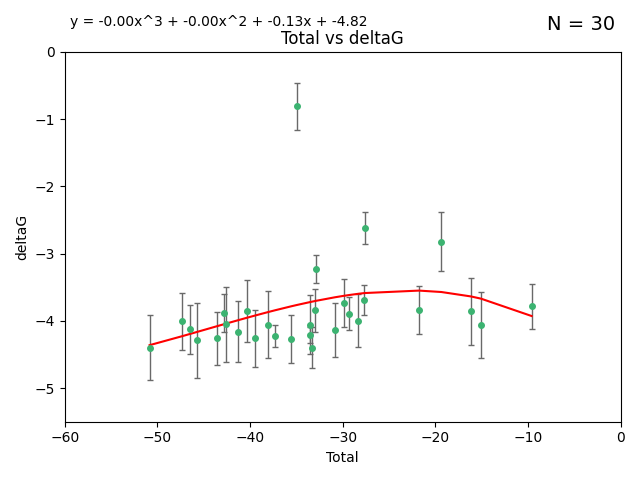 y = -0.00x^3 + -0.00x^2 + -0.13x + -4.82
N = 30
Total vs deltaG
0
−1
−2
−3
−4
−5
deltaG
−60 −50 −40 −30 −20 −10 0
Total